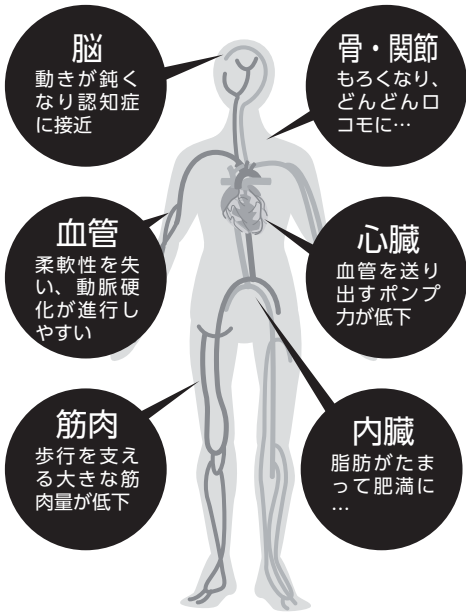 脳
動きが鈍く
なり認知症
に接近
骨・関節
もろくなり、
どんどんロ
コモに…
血管
柔軟性を失
い、動脈硬
化が進行し
やすい
心臓
血管を送り
出すポンプ
力が低下
筋肉
歩行を支え
る大きな筋
肉量が低下
内臓
脂肪がたま
って肥満に
…